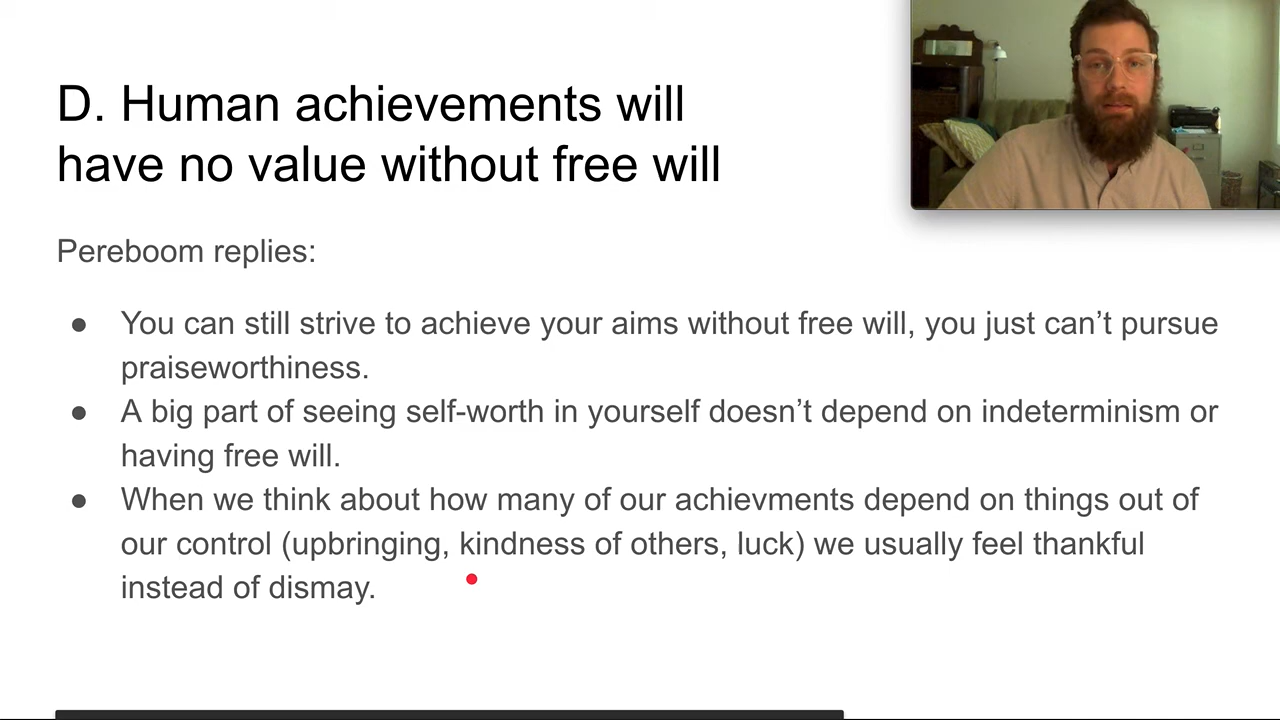 D. Human achievements will
have no value without free will
Pereboom replies:
● You can still strive to achieve your aims without free will, you just can’t pursue
praiseworthiness.
● A big part of seeing self-worth in yourself doesn’t depend on indeterminism or
having free will.
● When we think about how many of our achievments depend on things out of
our control (upbringing, kindness of others, luck) we usually feel thankful
instead of dismay.